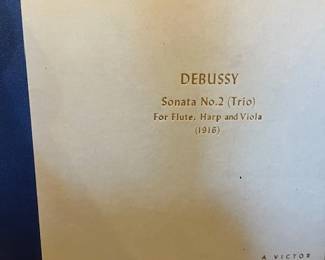 DEBUSSY
Sonata No.2 (Trio)
For Flute, Harp and Viola
(1916)
A VICTOR